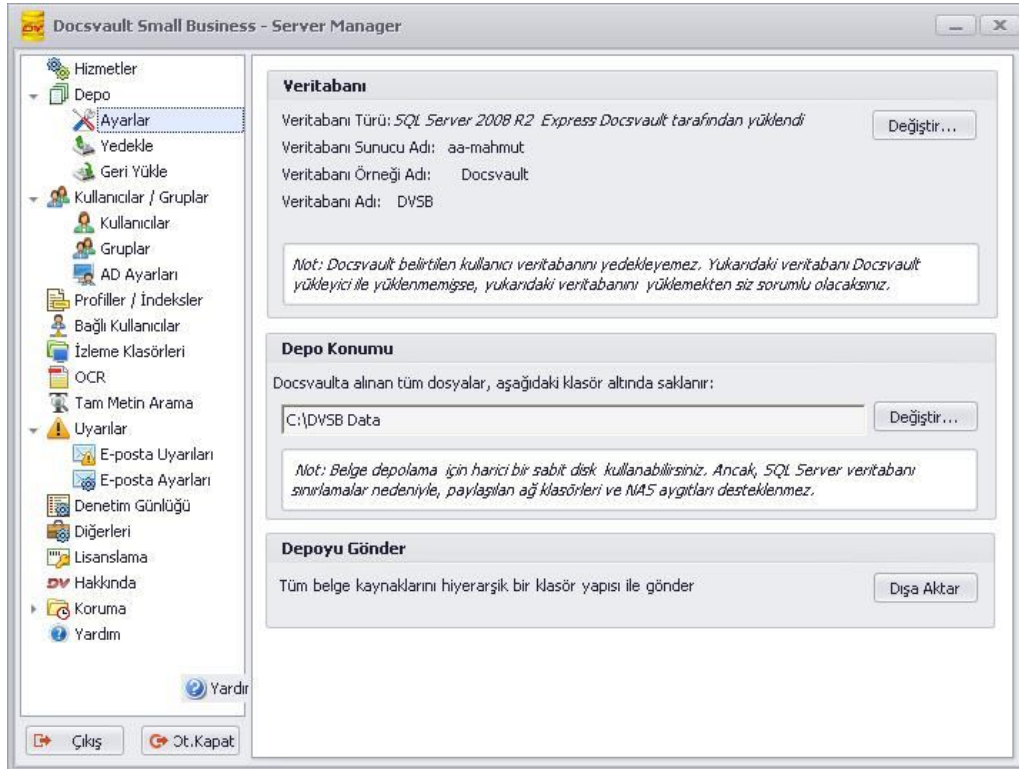 Docsvault Small Business - Server Manager
Hizmetler
Depo
Ayarlar
Yedekle
Geri Yükle
Kullanıcılar / Gruplar
Kullanıcılar
Gruplar
AD Ayarları
Profiller / İndeksler
Bağlı Kullanıcılar
İzleme Klasörleri
OCR
Tam Metin Arama
Uyarılar
E-posta Uyarıları
E-posta Ayarları
Denetim Günlüğü
Diğerleri
Lisanslama
DV Hakkında
Koruma
Yardım
Yardır
Çıkış
Ot.Kapat
Veritabanı
Veritabanı Türü: SQL Server 2008 R2 Express Docsvault tarafından yüklendi
Değiştir...
Veritabanı Sunucu Adı: aa-mahmut
Veritabanı Örneği Adı: Docsvault
Veritabanı Adı: DVSB
Not: Docsvault belirtilen kullanıcı veritabanını yedekleyemez. Yukarıdaki veritabanı Docsvault
yükleyici ile yüklenmemişse, yukarıdaki veritabanını yüklemekten siz sorumlu olacaksınız.
Depo Konumu
Docsvaulta alınan tüm dosyalar, aşağıdaki klasör altında saklanır:
C:\DVSB Data
Değiştir...
Not: Belge depolama için harici bir sabit disk kullanabilirsiniz. Ancak, SQL Server veritabanı
sınırlamalar nedeniyle, paylaşılan ağ klasörleri ve NAS aygıtları desteklenmez.
Depoyu Gönder
Tüm belge kaynaklarını hiyerarşik bir klasör yapısı ile gönder
Dışa Aktar